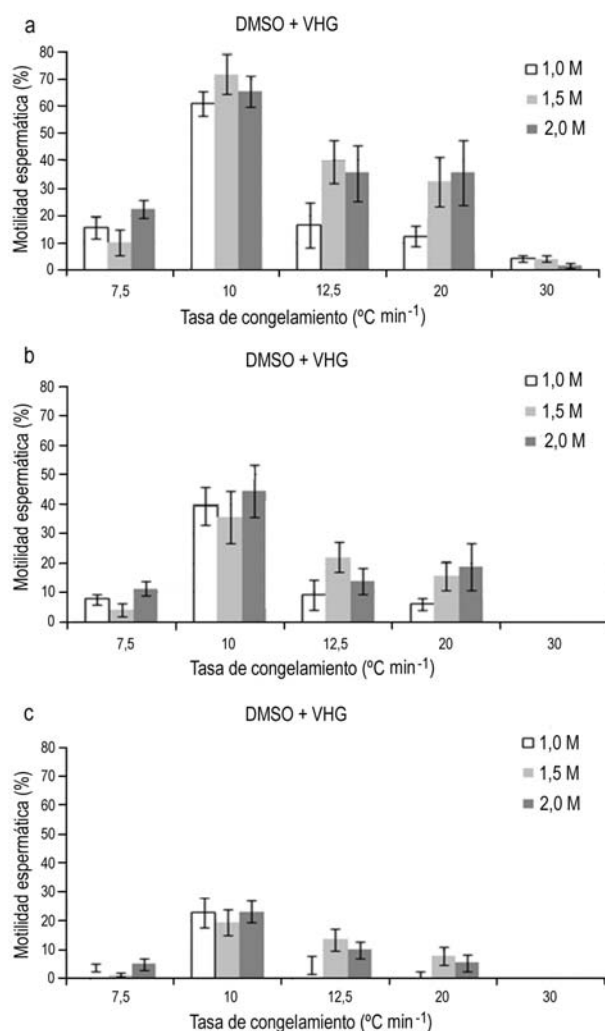 a
DMSO + VHG
Motilidad espermática (%)
80
70
60
50
40
30
20
10
0
1,0 M
1,5 M
2,0 M
7,5 10 12,5 20 30
Tasa de congelamiento (ºC min-1)
b
DMSO + VHG
Motilidad espermática (%)
80
70
60
50
40
30
20
10
0
1,0 M
1,5 M
2,0 M
7,5 10 12,5 20 30
Tasa de congelamiento (ºC min-1)
c
DMSO + VHG
Motilidad espermática (%)
80
70
60
50
40
30
20
10
0
1,0 M
1,5 M
2,0 M
7,5 10 12,5 20 30
Tasa de congelamiento (ºC min-1)